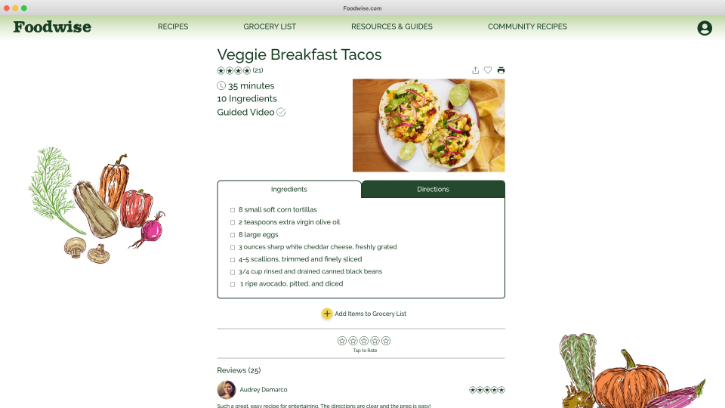 Foodwise.com
Foodwise
RECIPES
GROCERY LIST
RESOURCES & GUIDES
COMMUNITY RECIPES
Veggie Breakfast Tacos
(21)
35 minutes
10 Ingredients
Guided Video
Ingredients
Directions
8 small soft corn tortillas
2 teaspoons extra virgin olive oil
8 large eggs
3 ounces sharp white cheddar cheese, freshly grated
4-5 scallions, trimmed and finely sliced
3/4 cup rinsed and drained canned black beans
1 ripe avocado, pitted, and diced
Add Items to Grocery List
Tap to Rate
Reviews (25)
Audrey Demarco
Such a great, easy recipe for entertaining. The directions are clear and the prep is easy!